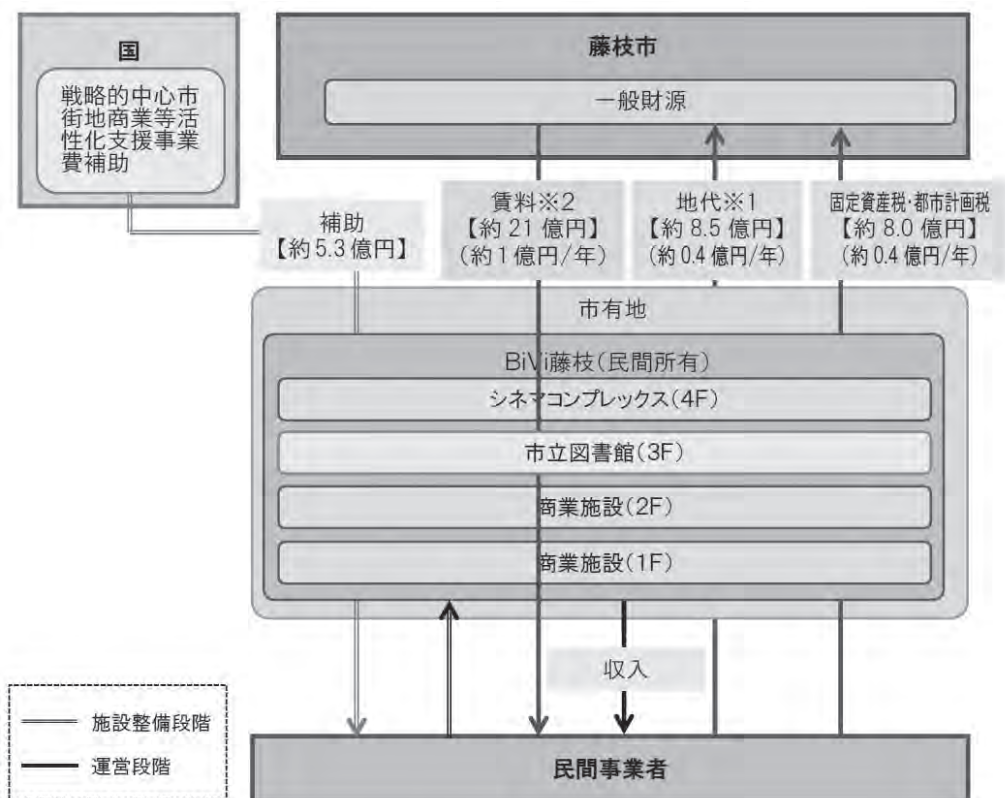 国
戦略的中心市
街地商業等活
性化支援事業
費補助
藤枝市
一般財源
補助
【約5.3億円】
賃料※2
【約21億円】
(約1億円/年)
地代※1
【約8.5億円】
(約0.4億円/年)
固定資産税・都市計画税
【約8.0億円】
(約0.4億円/年)
市有地
BiVi藤枝(民間所有)
シネマコンプレックス(4F)
市立図書館(3F)
商業施設(2F)
商業施設(1F)
収入
施設整備段階
運営段階
民間事業者